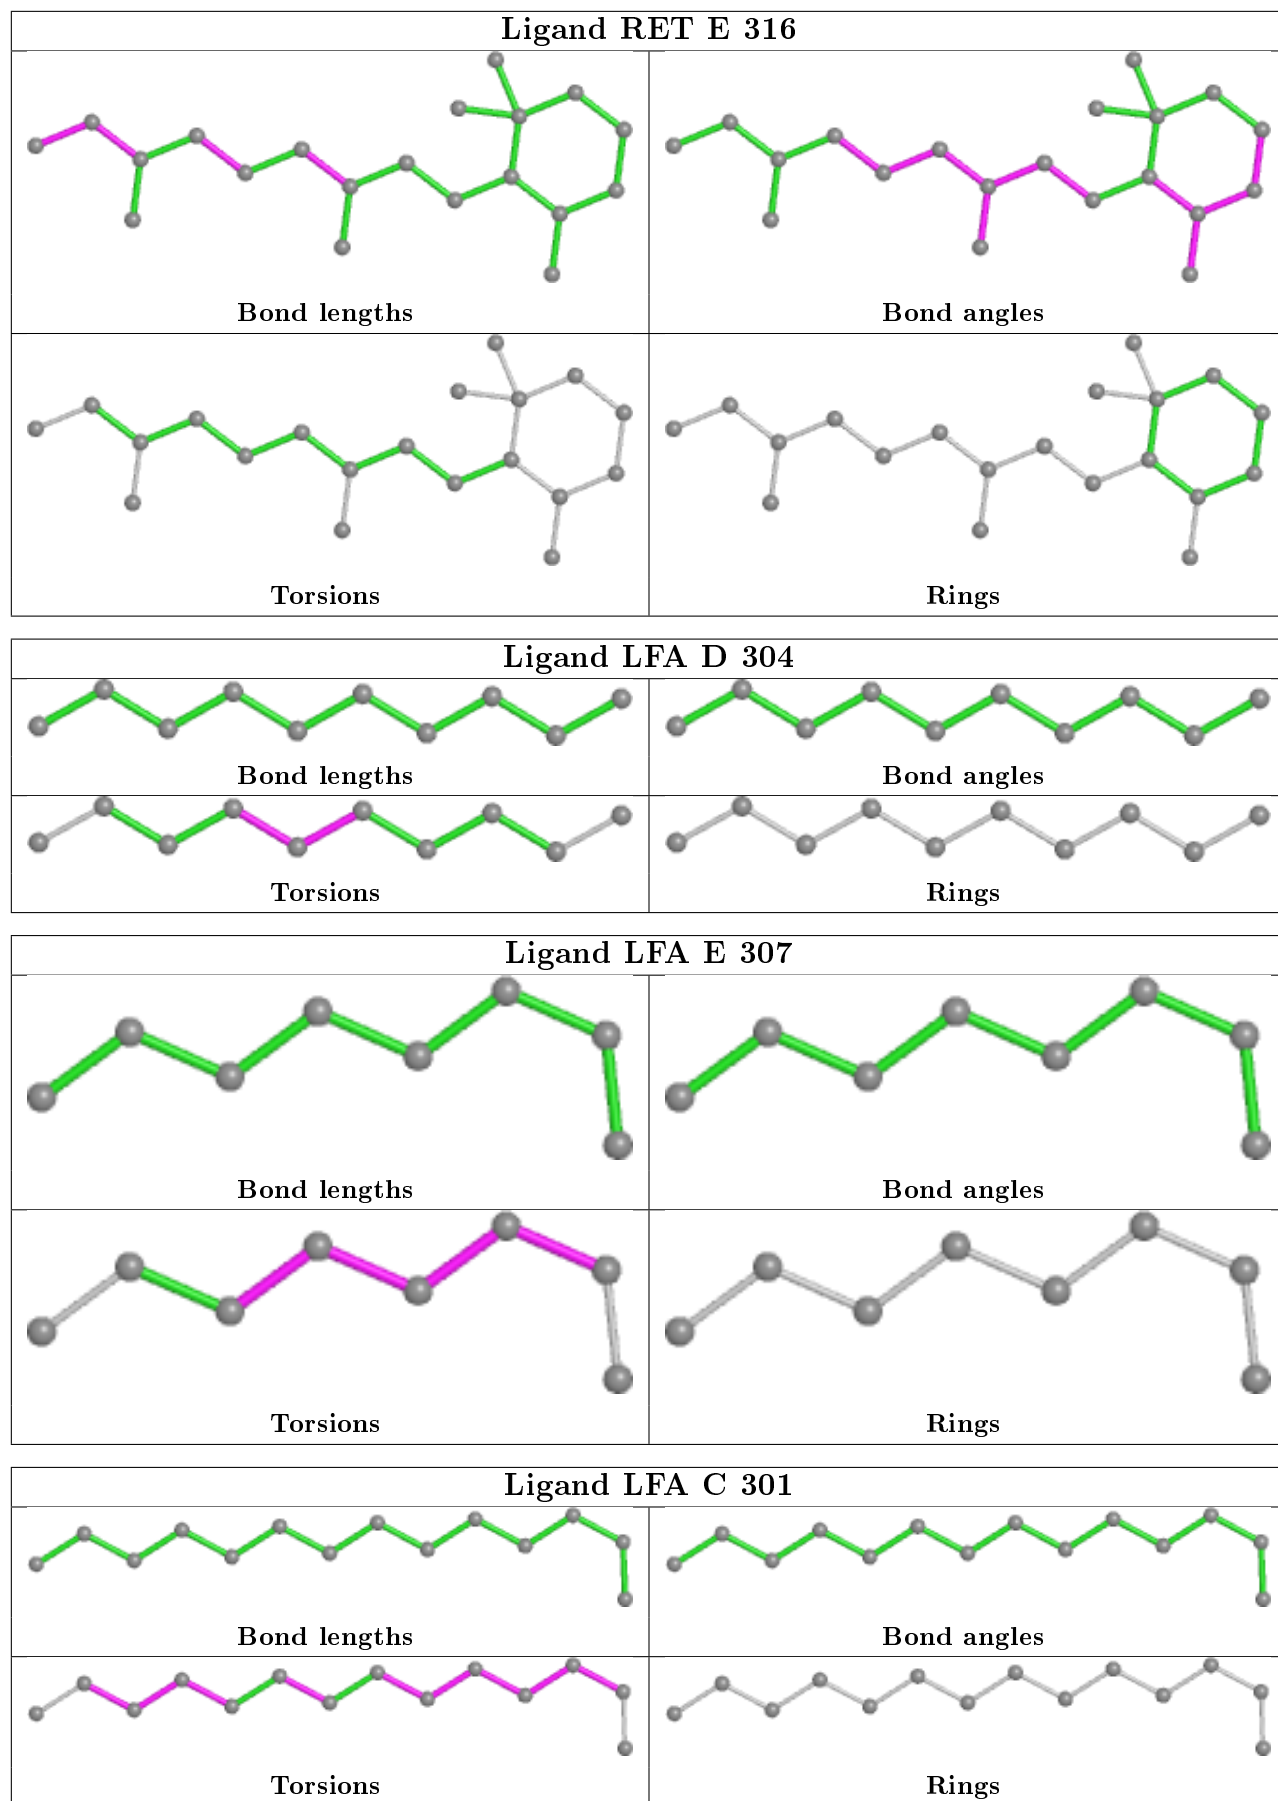 Ligand RET E 316
Bond lengths
Bond angles
Torsions
Rings
Ligand LFA D 304
Bond lengths
Bond angles
Torsions
Rings
Ligand LFA E 307
Bond lengths
Bond angles
Torsions
Rings
Ligand LFA C 301
Bond lengths
Bond angles
Torsions
Rings